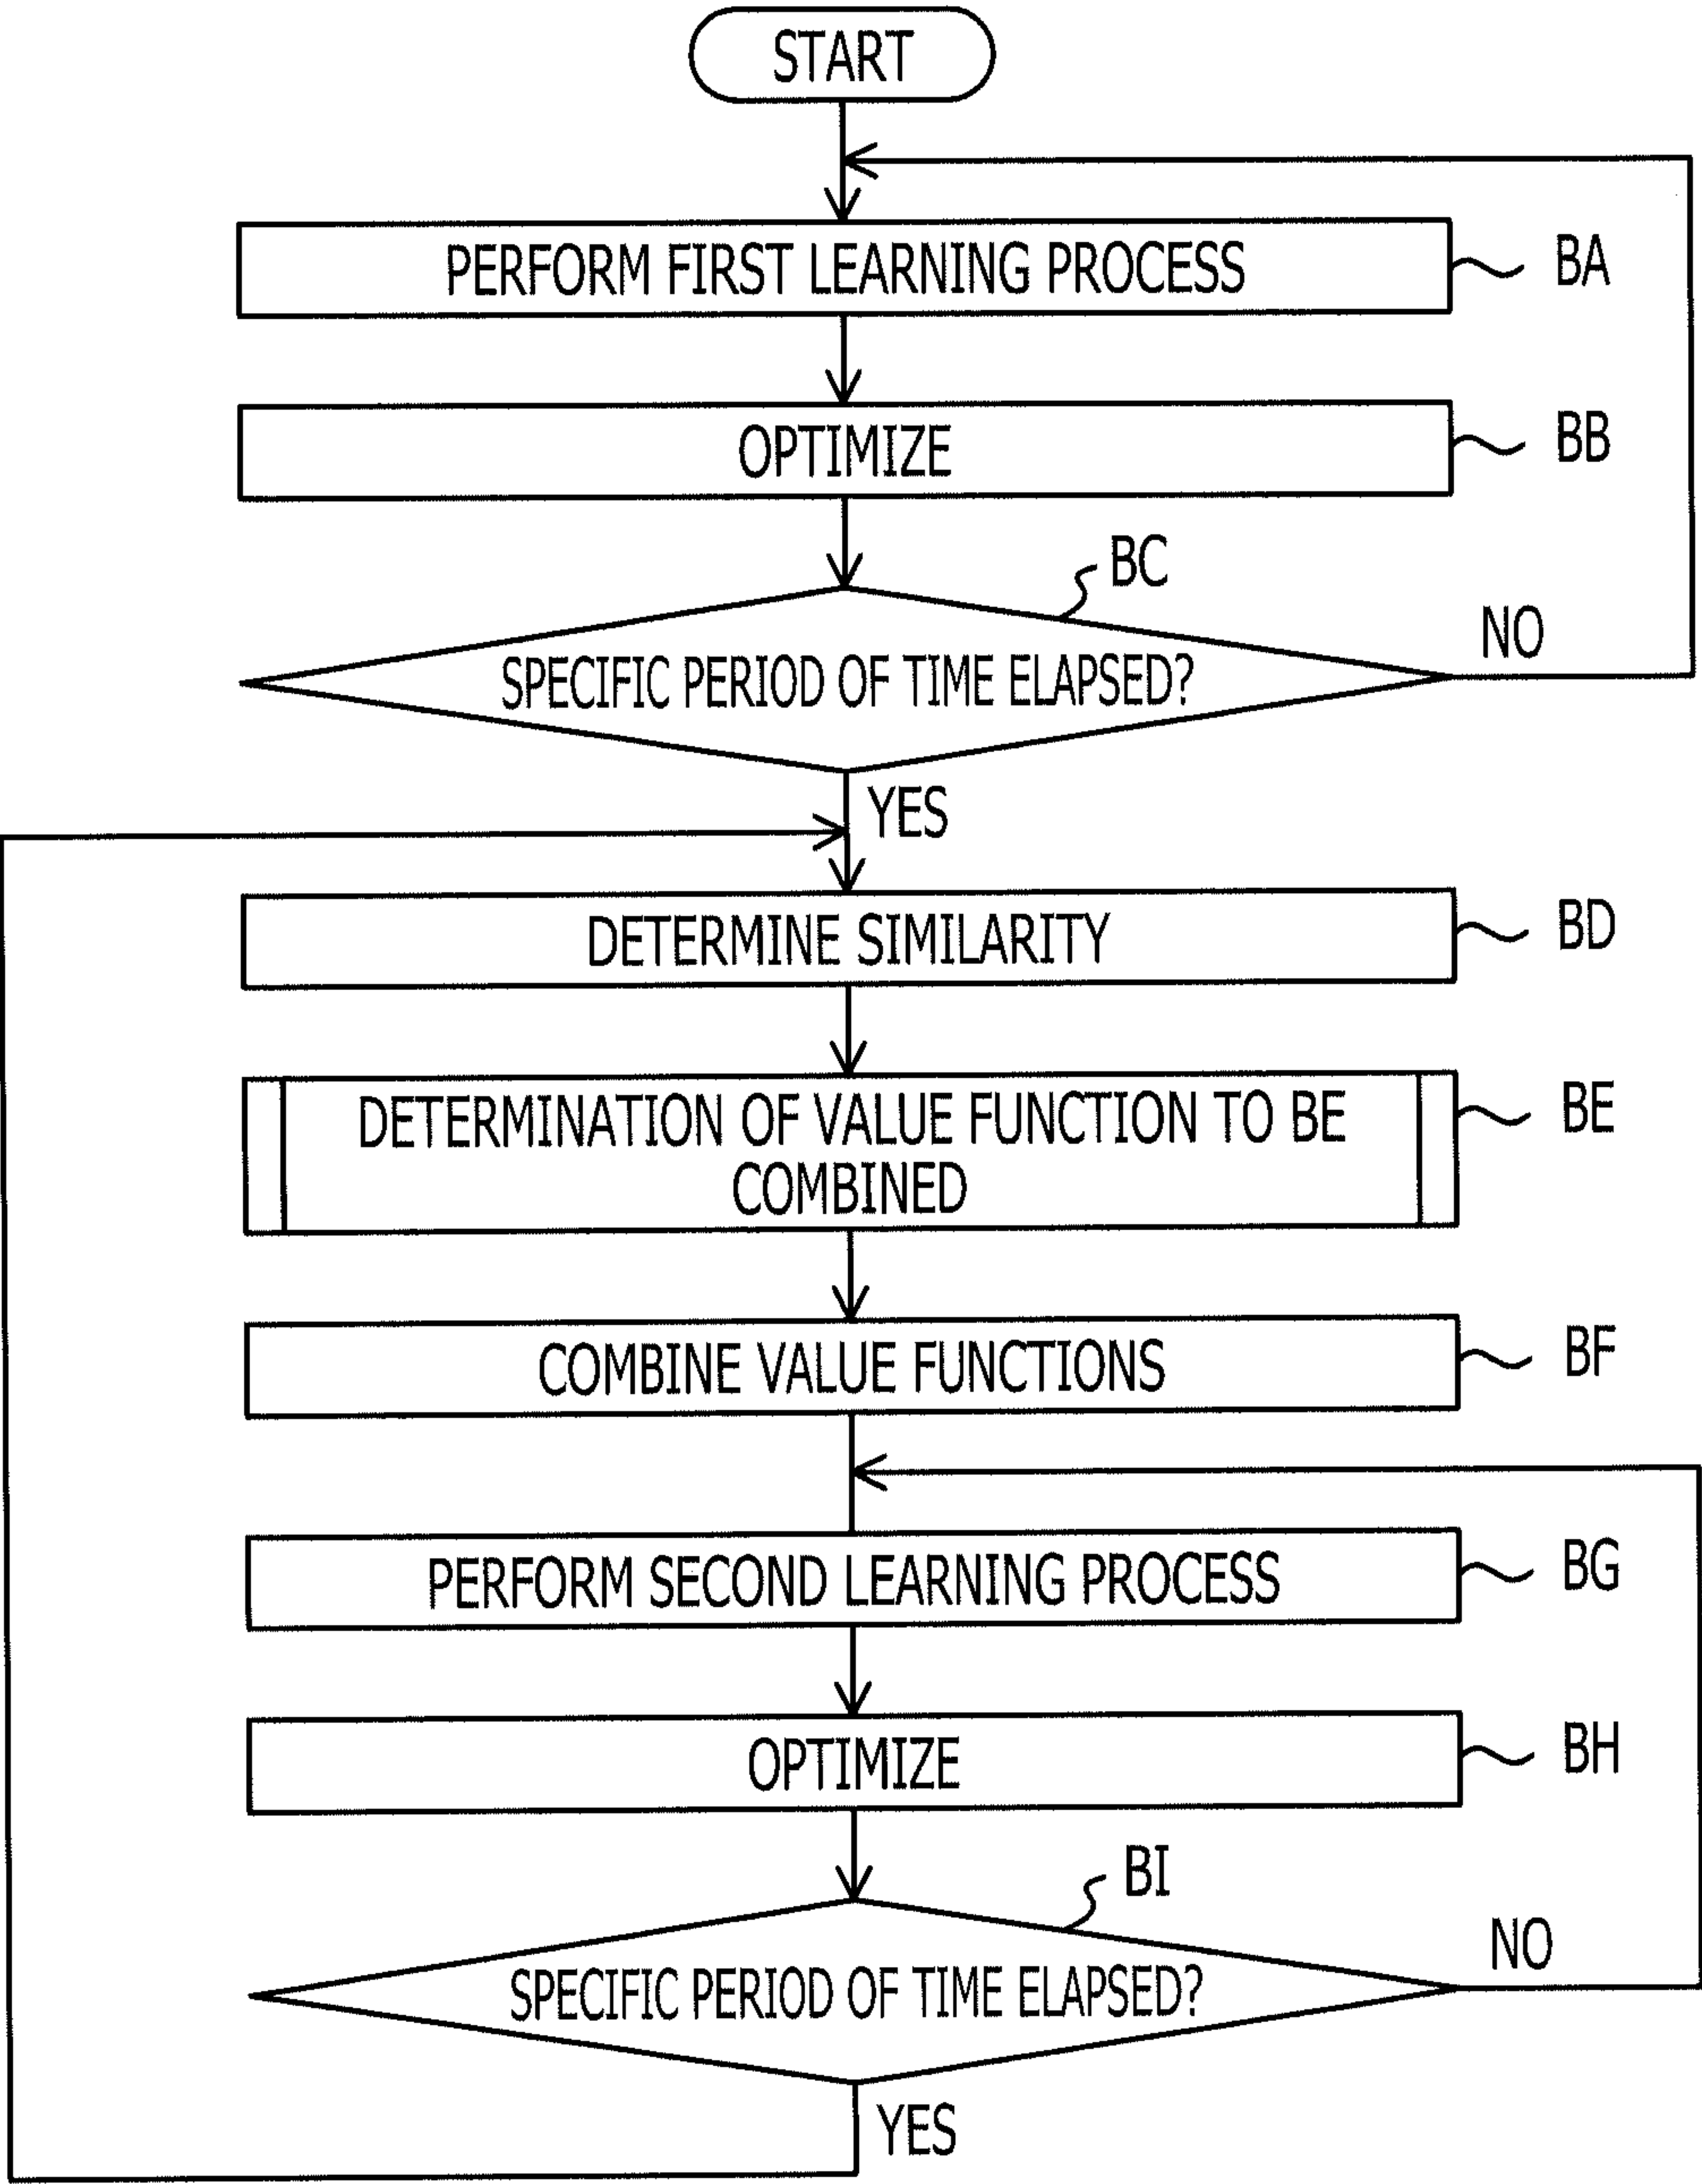 START
PERFORM FIRST LEARNING PROCESS
BA
OPTIMIZE
BB
BC
SPECIFIC PERIOD OF TIME ELAPSED?
NO
YES
DETERMINE SIMILARITY
BD
DETERMINATION OF VALUE FUNCTION TO BE
COMBINED
BE
COMBINE VALUE FUNCTIONS
BF
PERFORM SECOND LEARNING PROCESS
BG
OPTIMIZE
BH
BI
SPECIFIC PERIOD OF TIME ELAPSED?
NO
YES